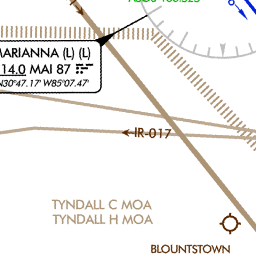 MARIANNA (L) (L)
114.0 MAI 87
N30°47.17' W85°07.47'
IR-017
TYNDALL C MOA
TYNDALL H MOA
BLOUNTSTOWN